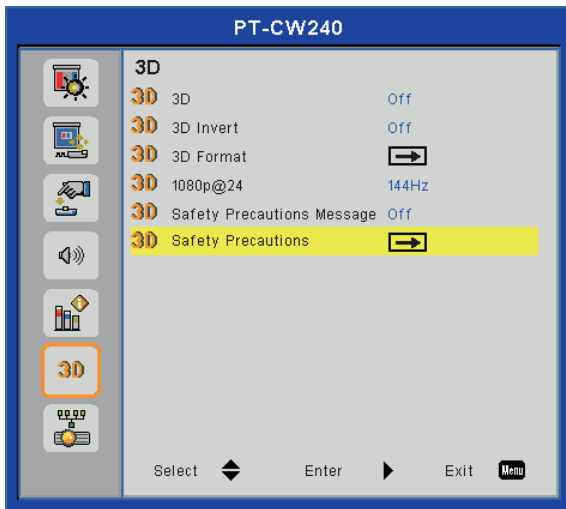 PT-CW240
3D
3D 3D Off
3D 3D Invert Off
3D 3D Format
3D 1080p@24 144Hz
3D Safety Precautions Message Off
3D Safety Precautions
3D
Select Enter Exit Menu